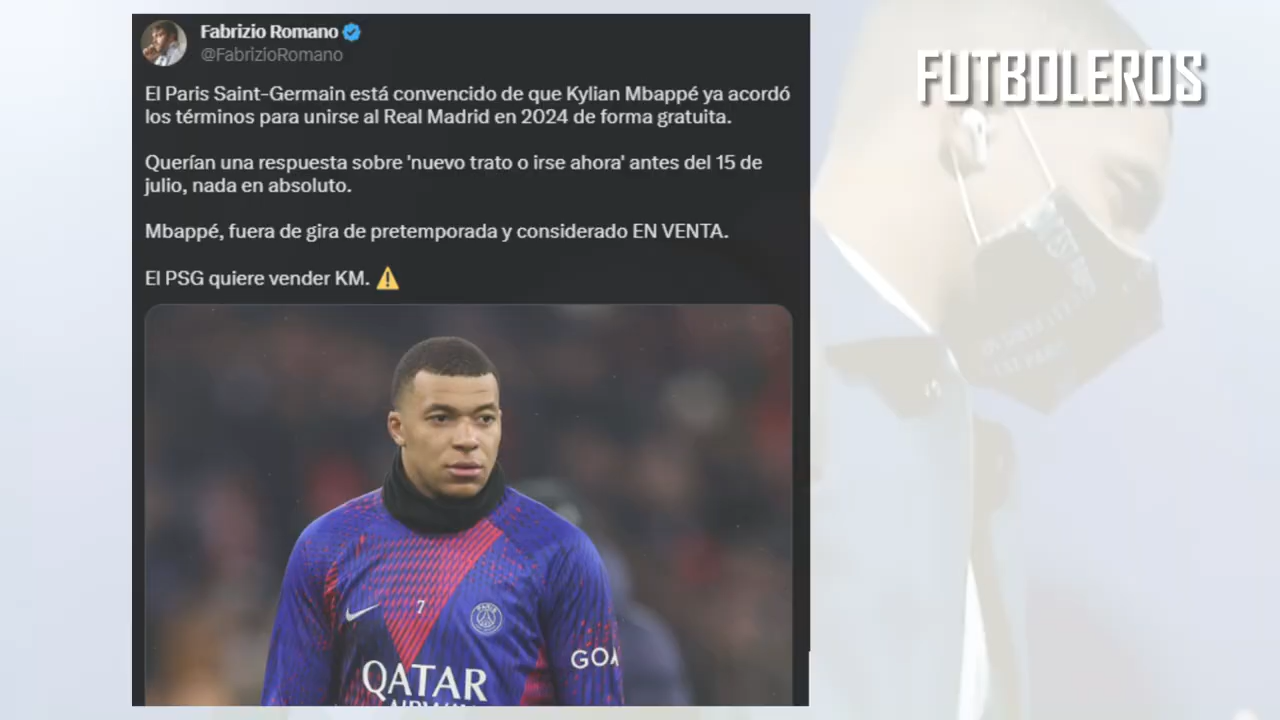 Fabrizio Romano
@FabrizioRomano
FUTBOLEROS
El Paris Saint-Germain está convencido de que Kylian Mbappé ya acordó
los términos para unirse al Real Madrid en 2024 de forma gratuita.
Querían una respuesta sobre 'nuevo trato o irse ahora' antes del 15 de
julio, nada en absoluto.
Mbappé, fuera de gira de pretemporada y considerado EN VENTA.
El PSG quiere vender KM. ⚠️
7
PARIS
GOA
QATAR